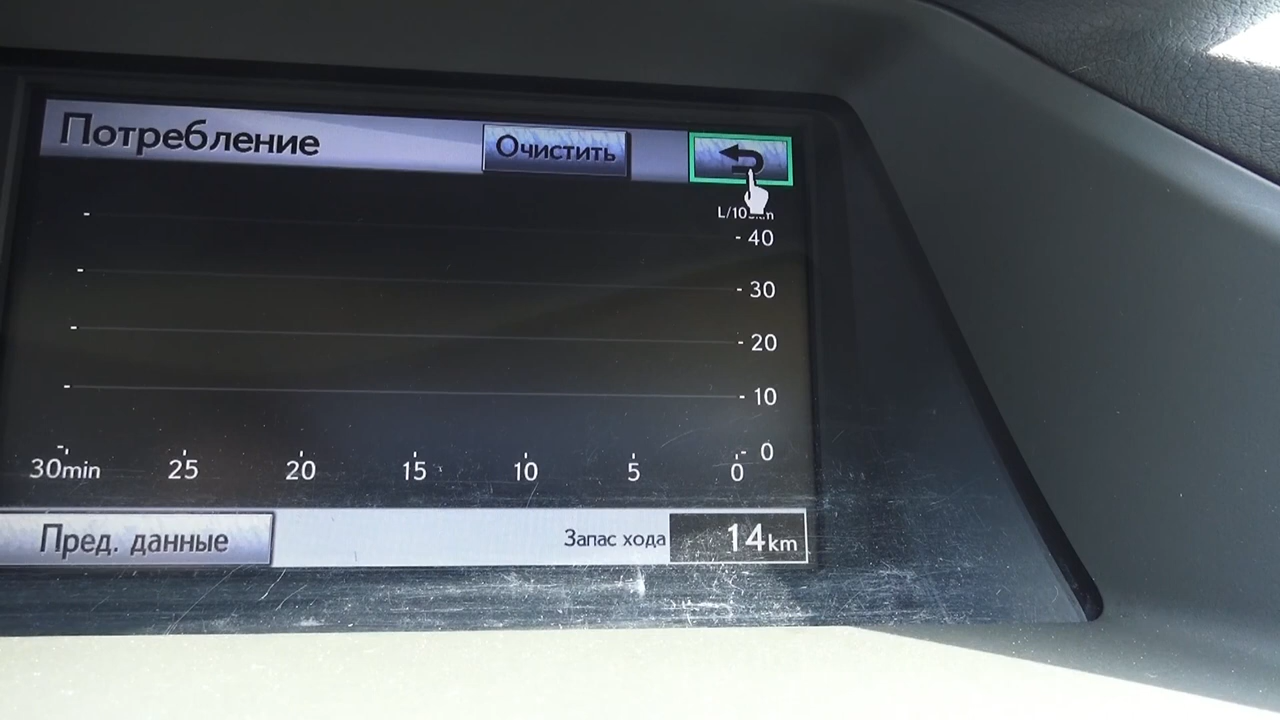 Потребление Очистить
L/100km
- 40
- 30
- 20
- 10
- 0
30min 25 20 15 10 5 0
Пред. данные Запас хода 14km